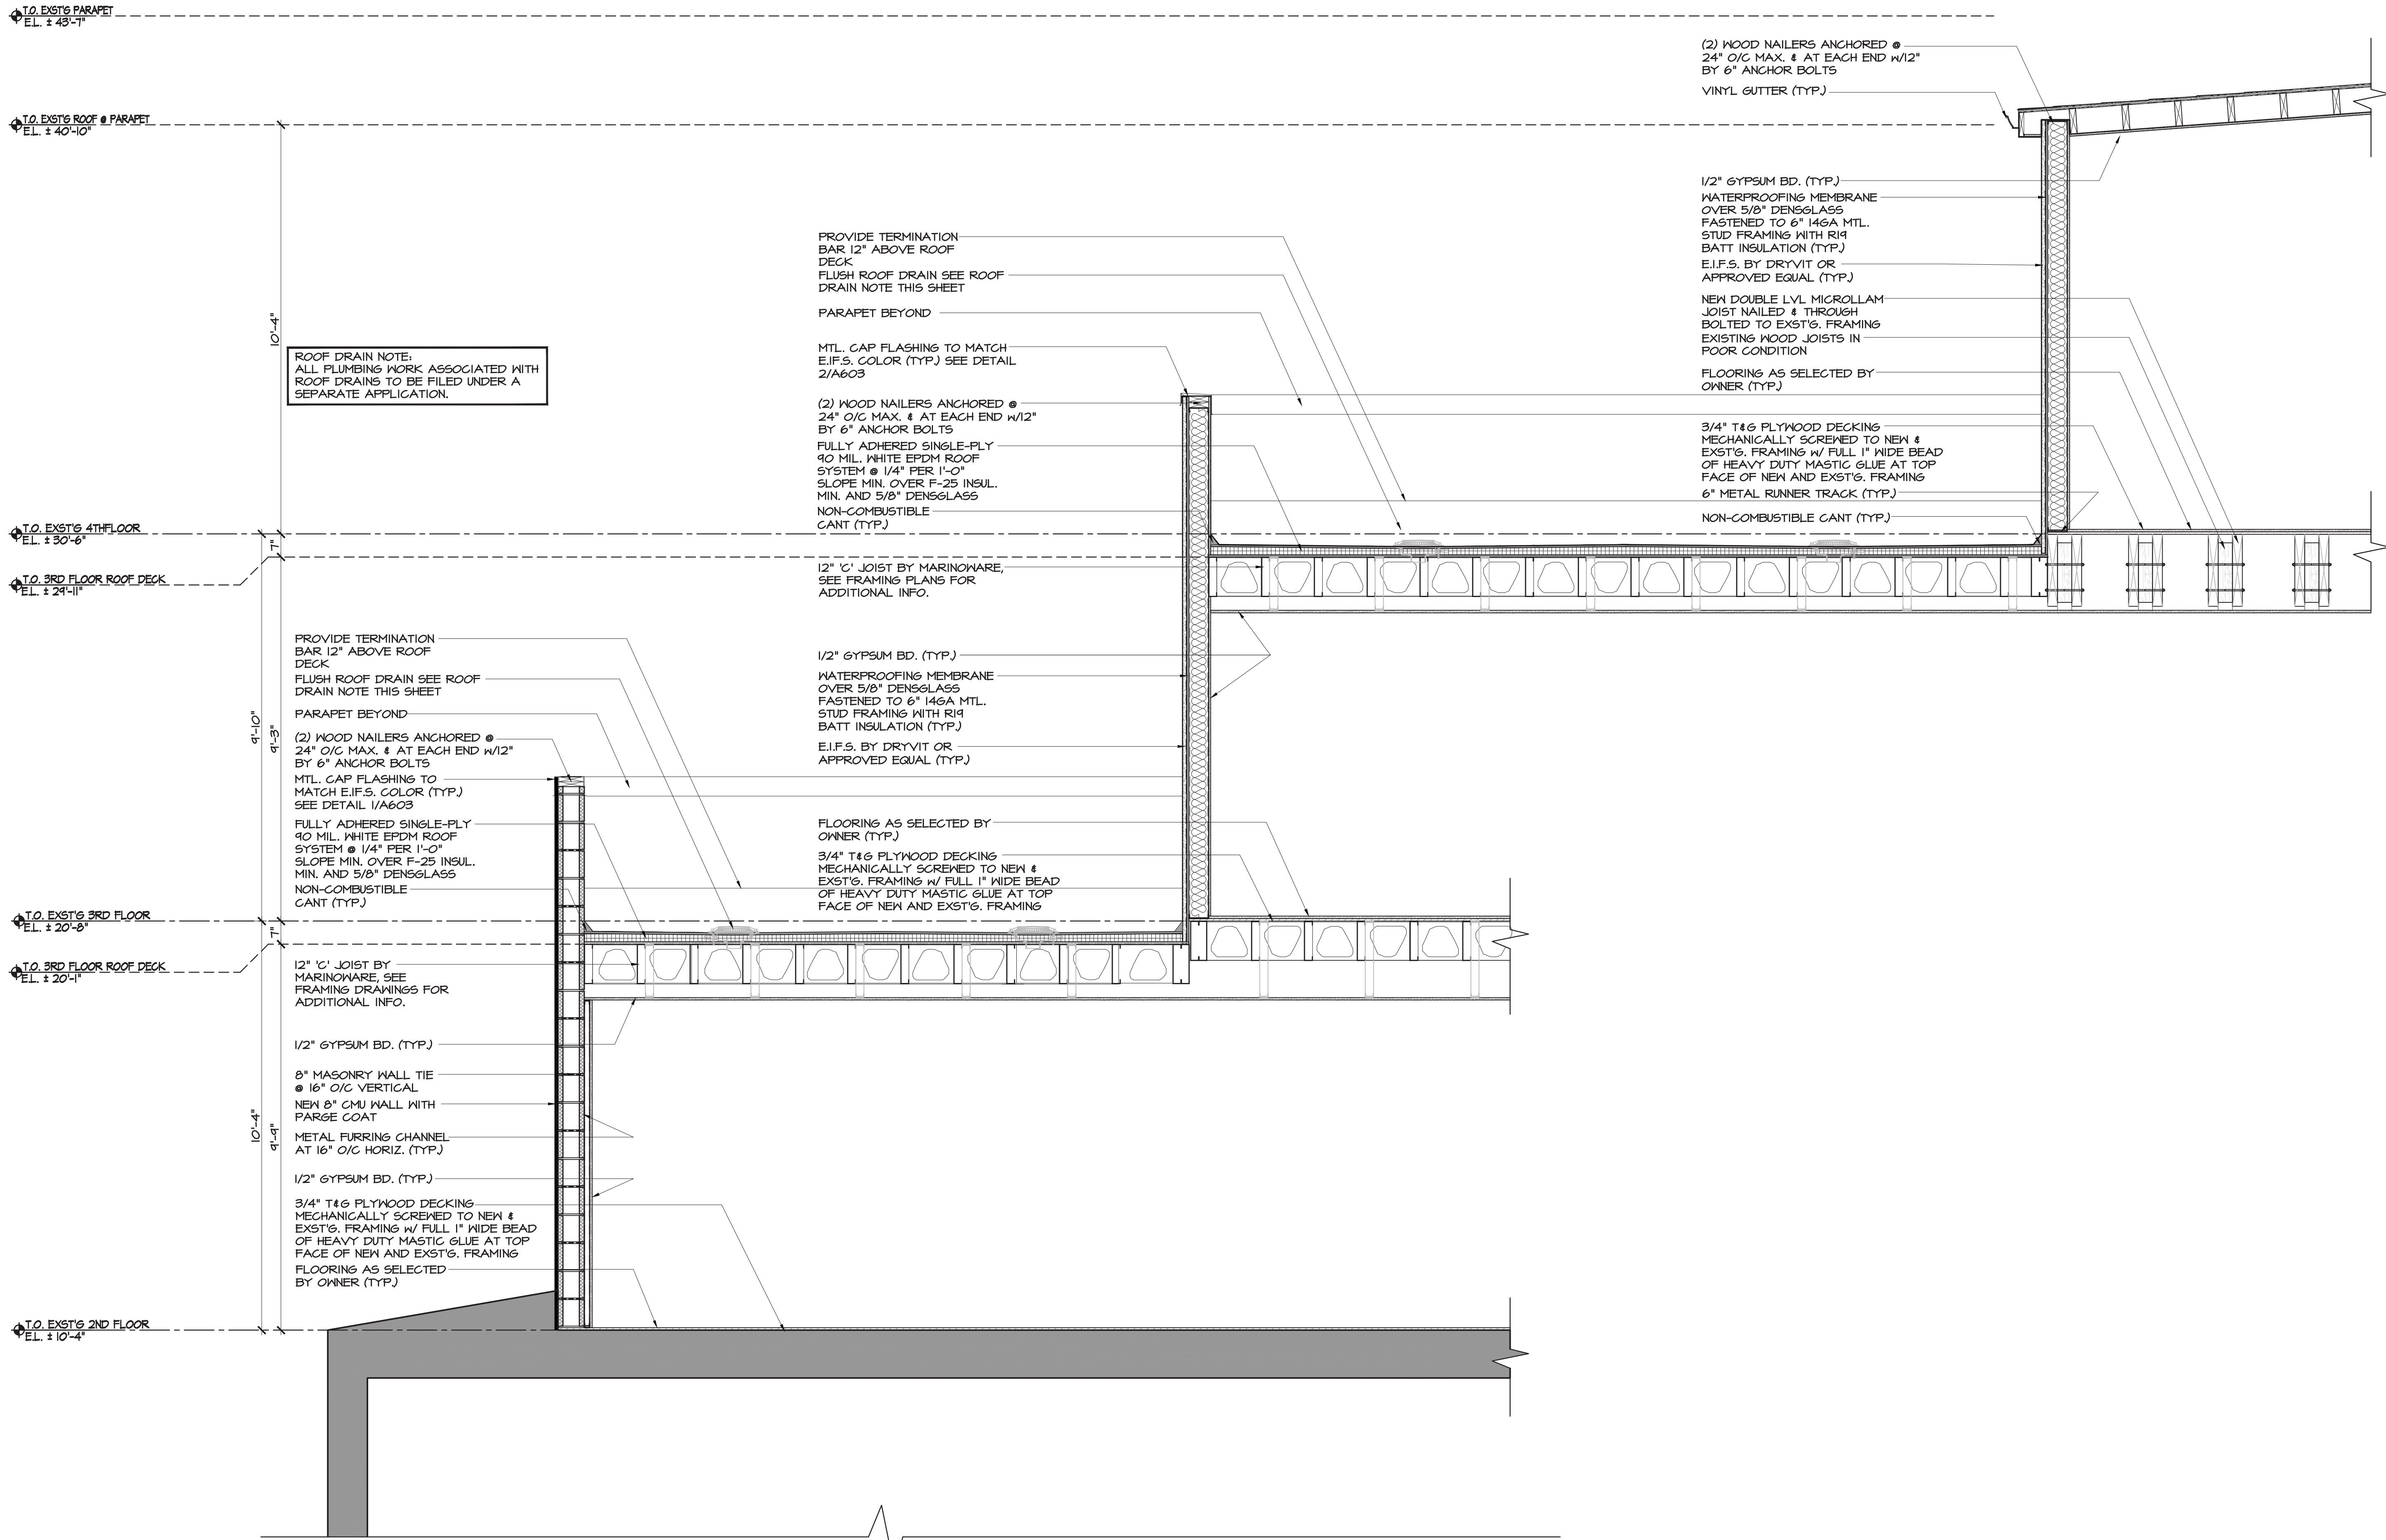 T.O. EXST'G PARAPET
E.L. ± 43'-7"
T.O. EXST'G ROOF @ PARAPET
E.L. ± 40'-10"
T.O. EXST'G 4THFLOOR
E.L. ± 30'-6"
T.O. 3RD FLOOR ROOF DECK
E.L. ± 29'-11"
T.O. EXST'G 3RD FLOOR
E.L. ± 20'-8"
T.O. 3RD FLOOR ROOF DECK
E.L. ± 20'-1"
T.O. EXST'G 2ND FLOOR
E.L. ± 10'-4"
10'-4"
7"
9'-10"
9'-3"
7"
10'-4"
9'-9"
ROOF DRAIN NOTE:
ALL PLUMBING WORK ASSOCIATED WITH
ROOF DRAINS TO BE FILED UNDER A
SEPARATE APPLICATION.
PROVIDE TERMINATION
BAR 12" ABOVE ROOF
DECK
FLUSH ROOF DRAIN SEE ROOF
DRAIN NOTE THIS SHEET
PARAPET BEYOND
(2) WOOD NAILERS ANCHORED @
24" O/C MAX. & AT EACH END W/12"
BY 6" ANCHOR BOLTS
MTL. CAP FLASHING TO
MATCH E.IF.S. COLOR (TYP.)
SEE DETAIL 1/A603
FULLY ADHERED SINGLE-PLY
90 MIL. WHITE EPDM ROOF
SYSTEM @ 1/4" PER 1'-0"
SLOPE MIN. OVER F-25 INSUL.
MIN. AND 5/8" DENSGLASS
NON-COMBUSTIBLE
CANT (TYP.)
12" 'C' JOIST BY
MARINOWARE, SEE
FRAMING DRAWINGS FOR
ADDITIONAL INFO.
1/2" GYPSUM BD. (TYP.)
8" MASONRY WALL TIE
@ 16" O/C VERTICAL
NEW 8" CMU WALL WITH
PARGE COAT
METAL FURRING CHANNEL
AT 16" O/C HORIZ. (TYP.)
1/2" GYPSUM BD. (TYP.)
3/4" T&G PLYWOOD DECKING
MECHANICALLY SCREWED TO NEW &
EXST'G. FRAMING W/ FULL 1" WIDE BEAD
OF HEAVY DUTY MASTIC GLUE AT TOP
FACE OF NEW AND EXST'G. FRAMING
FLOORING AS SELECTED
BY OWNER (TYP.)
PROVIDE TERMINATION
BAR 12" ABOVE ROOF
DECK
FLUSH ROOF DRAIN SEE ROOF
DRAIN NOTE THIS SHEET
PARAPET BEYOND
MTL. CAP FLASHING TO MATCH
E.IF.S. COLOR (TYP.) SEE DETAIL
2/A603
(2) WOOD NAILERS ANCHORED @
24" O/C MAX. & AT EACH END W/12"
BY 6" ANCHOR BOLTS
FULLY ADHERED SINGLE-PLY
90 MIL. WHITE EPDM ROOF
SYSTEM @ 1/4" PER 1'-0"
SLOPE MIN. OVER F-25 INSUL.
MIN. AND 5/8" DENSGLASS
NON-COMBUSTIBLE
CANT (TYP.)
12" 'C' JOIST BY MARINOWARE,
SEE FRAMING PLANS FOR
ADDITIONAL INFO.
1/2" GYPSUM BD. (TYP.)
WATERPROOFING MEMBRANE
OVER 5/8" DENSGLASS
FASTENED TO 6" 14GA MTL.
STUD FRAMING WITH R19
BATT INSULATION (TYP.)
E.I.F.S. BY DRYVIT OR
APPROVED EQUAL (TYP.)
FLOORING AS SELECTED BY
OWNER (TYP.)
3/4" T&G PLYWOOD DECKING
MECHANICALLY SCREWED TO NEW &
EXST'G. FRAMING W/ FULL 1" WIDE BEAD
OF HEAVY DUTY MASTIC GLUE AT TOP
FACE OF NEW AND EXST'G. FRAMING
(2) WOOD NAILERS ANCHORED @
24" O/C MAX. & AT EACH END W/12"
BY 6" ANCHOR BOLTS
VINYL GUTTER (TYP.)
1/2" GYPSUM BD. (TYP.)
WATERPROOFING MEMBRANE
OVER 5/8" DENSGLASS
FASTENED TO 6" 14GA MTL.
STUD FRAMING WITH R19
BATT INSULATION (TYP.)
E.I.F.S. BY DRYVIT OR
APPROVED EQUAL (TYP.)
NEW DOUBLE LVL MICROLLAM
JOIST NAILED & THROUGH
BOLTED TO EXST'G. FRAMING
EXISTING WOOD JOISTS IN
POOR CONDITION
FLOORING AS SELECTED BY
OWNER (TYP.)
3/4" T&G PLYWOOD DECKING
MECHANICALLY SCREWED TO NEW &
EXST'G. FRAMING W/ FULL 1" WIDE BEAD
OF HEAVY DUTY MASTIC GLUE AT TOP
FACE OF NEW AND EXST'G. FRAMING
6" METAL RUNNER TRACK (TYP.)
NON-COMBUSTIBLE CANT (TYP.)